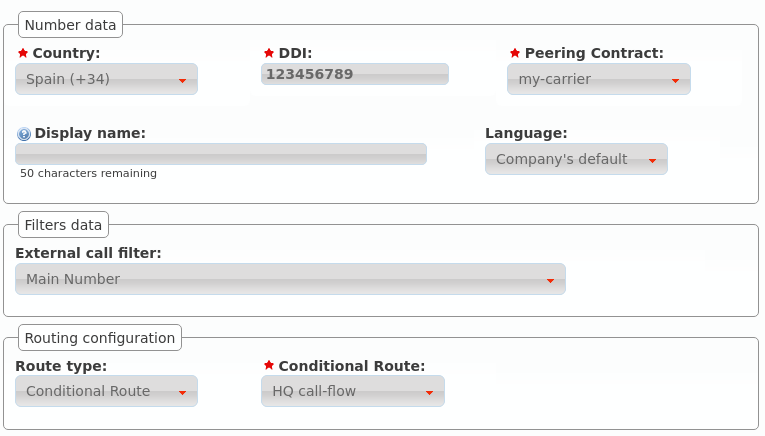 Number data
Country: DDI: Peering Contract:
Spain (+34) 123456789 my-carrier
Display name: Language:
Company's default
50 characters remaining
Filters data
External call filter:
Main Number
Routing configuration
Route type: Conditional Route:
Conditional Route HQ call-flow